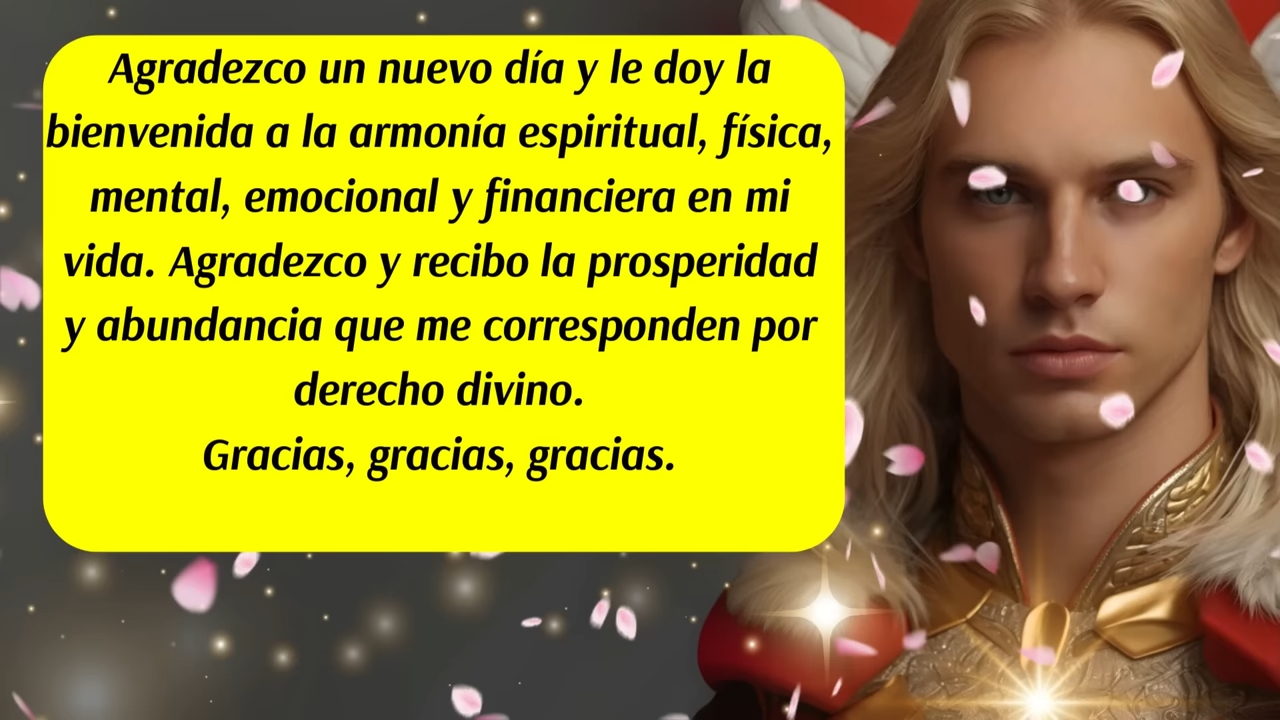 Agradezco un nuevo día y le doy la
bienvenida a la armonía espiritual, física,
mental, emocional y financiera en mi
vida. Agradezco y recibo la prosperidad
y abundancia que me corresponden por
derecho divino.
Gracias, gracias, gracias.